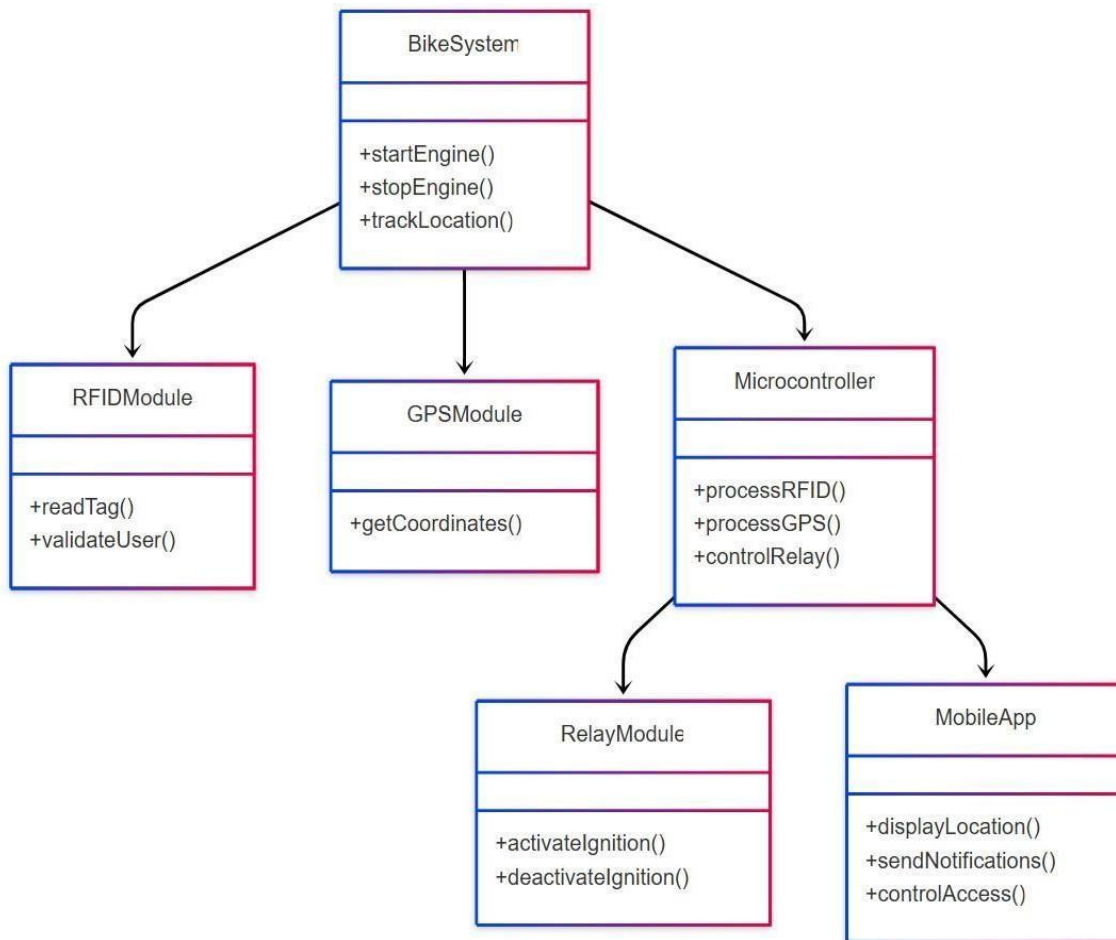 BikeSystem
+startEngine()
+stopEngine()
+trackLocation()
RFIDModule
+readTag()
+validateUser()
GPSModule
+getCoordinates()
Microcontroller
+processRFID()
+processGPS()
+controlRelay()
RelayModule
+activateIgnition()
+deactivateIgnition()
MobileApp
+displayLocation()
+sendNotifications()
+controlAccess()